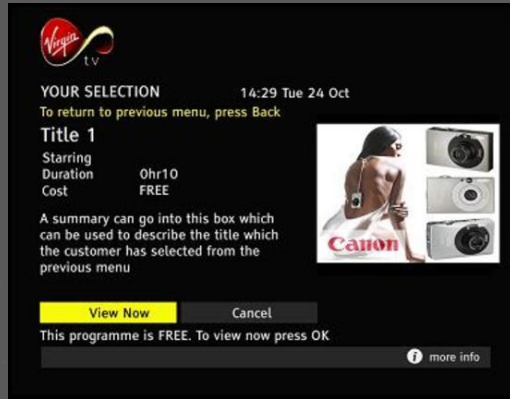 Virgin
tv
YOUR SELECTION 14:29 Tue 24 Oct
To return to previous menu, press Back
Title 1
Starring
Duration 0hr10
Cost FREE
A summary can go into this box which
can be used to describe the title which
the customer has selected from the
previous menu
Canon
View Now Cancel
This programme is FREE. To view now press OK
i more info